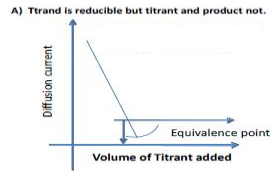 A) Ttrand is reducible but titrant and product not.
Diffusion current
Equivalence point
Volume of Titrant added